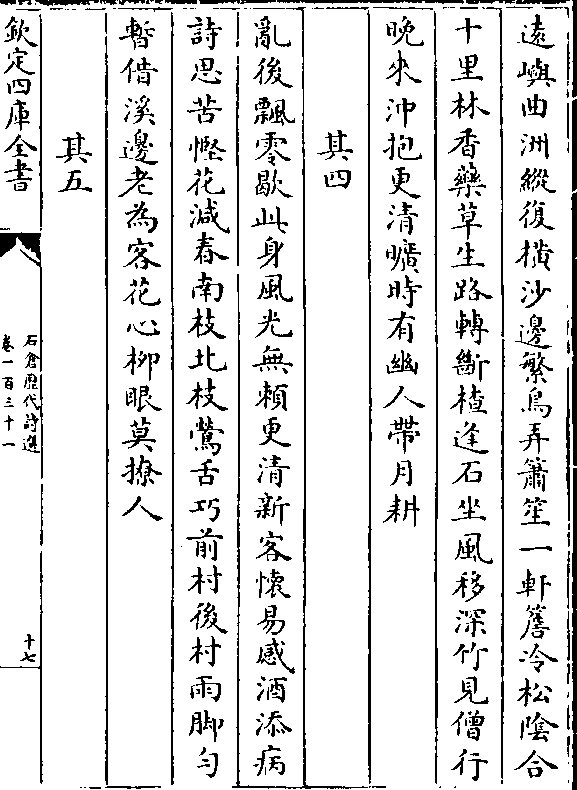 遠嶼曲洲縱復橫沙邊繁鳥弄簫笙一軒簷冷松陰合
十里林香藥草生路轉斷楂逢石坐風移深竹見僧行
晚來沖抱更清曠時有幽人帶月耕
其四
亂後飄零歇此身風光無賴更清新客懷易感酒添病
詩思苦慳花減春南枝北枝鶯舌巧前村後村雨脚勻
暫借溪邊老為客花心柳眼莫撩人
其五
欽定四庫全書
石倉歷代詩選
卷一百三十一
十七